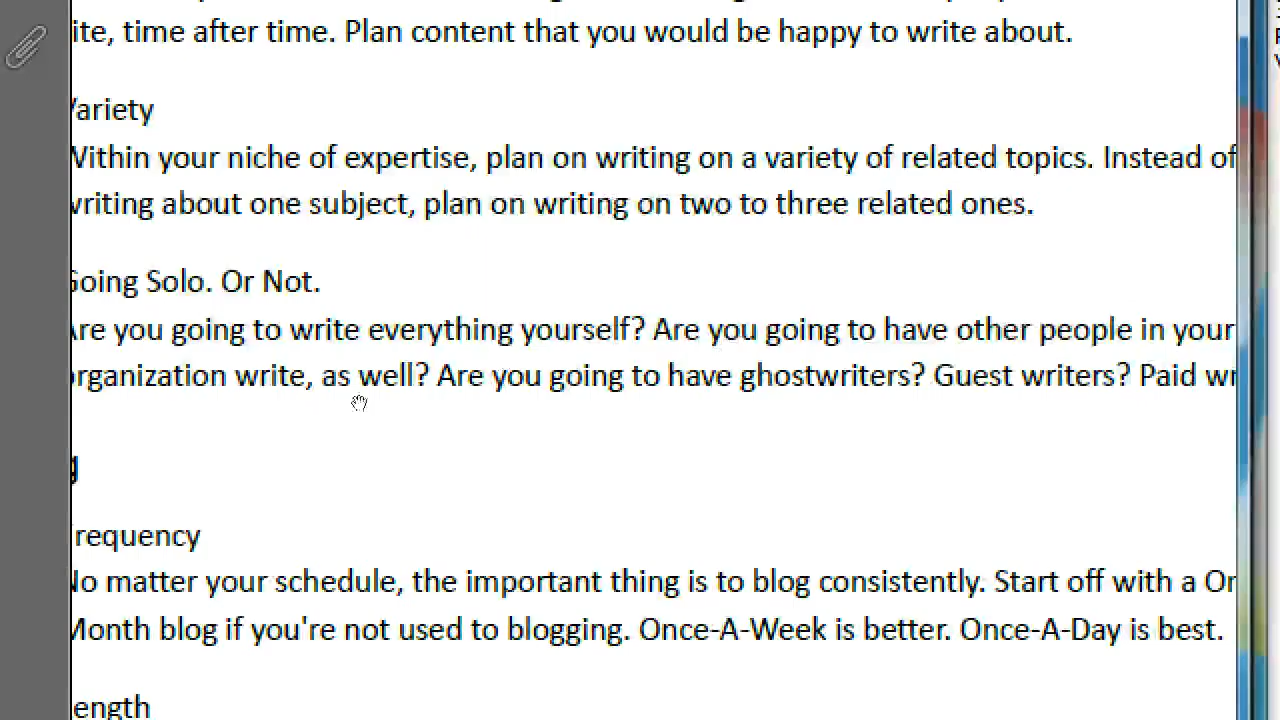 ite, time after time. Plan content that you would be happy to write about.
Variety
Within your niche of expertise, plan on writing on a variety of related topics. Instead of
writing about one subject, plan on writing on two to three related ones.
Going Solo. Or Not.
Are you going to write everything yourself? Are you going to have other people in your
organization write, as well? Are you going to have ghostwriters? Guest writers? Paid wr
g
Frequency
No matter your schedule, the important thing is to blog consistently. Start off with a On
Month blog if you're not used to blogging. Once-A-Week is better. Once-A-Day is best.
Length